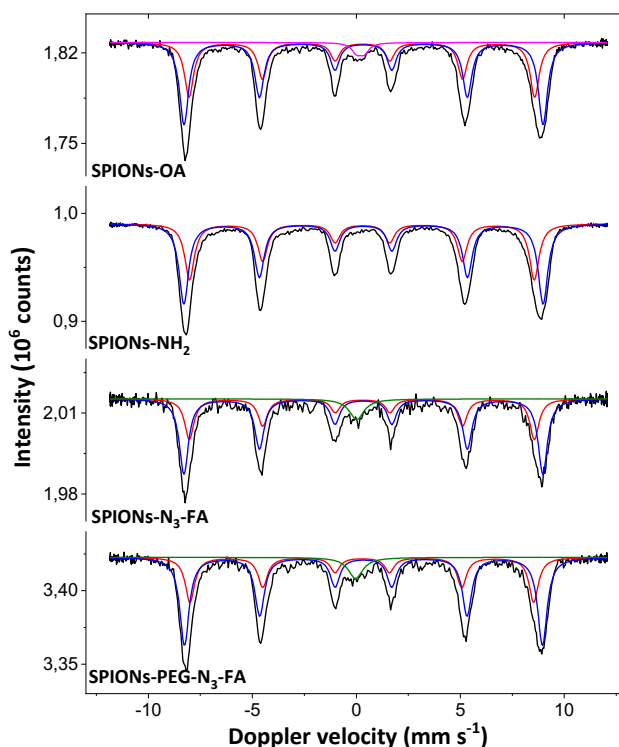 1,82
1,75
SPIONs-OA
1,0
0,9
SPIONs-NH₂
2,01
1,98
SPIONs-N₃-FA
3,40
3,35
SPIONs-PEG-N₃-FA
Intensity (10⁶ counts)
-10 -5 0 5 10
Doppler velocity (mm s⁻¹)